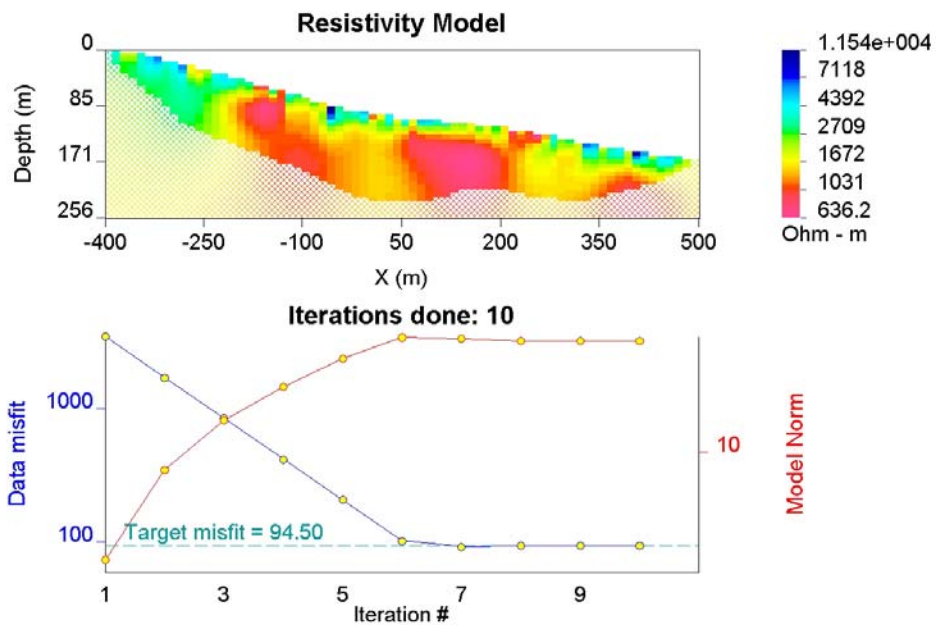 Resistivity Model
Depth (m)
0
85
171
256
-400 -250 -100 50 200 350 500
X (m)
1.154e+004
7118
4392
2709
1672
1031
636.2
Ohm - m
Iterations done: 10
Data misfit
1000
100
Target misfit = 94.50
10
Model Norm
1 3 5 7 9
Iteration #